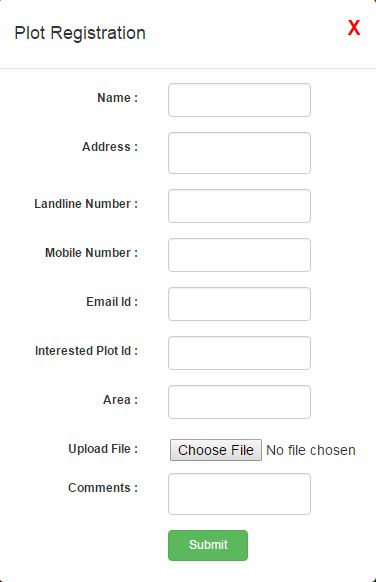 Plot Registration X
Name :
Address :
Landline Number :
Mobile Number :
Email Id :
Interested Plot Id :
Area :
Upload File : Choose File No file chosen
Comments :
Submit